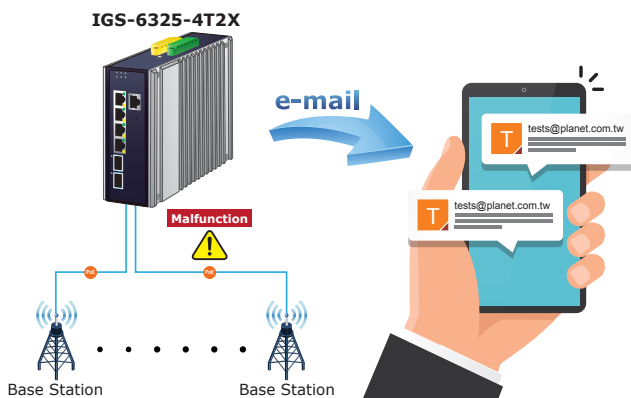 IGS-6325-4T2X
e-mail
T
tests@planet.com.tw
T
tests@planet.com.tw
Malfunction
PoE
PoE
Base Station
Base Station